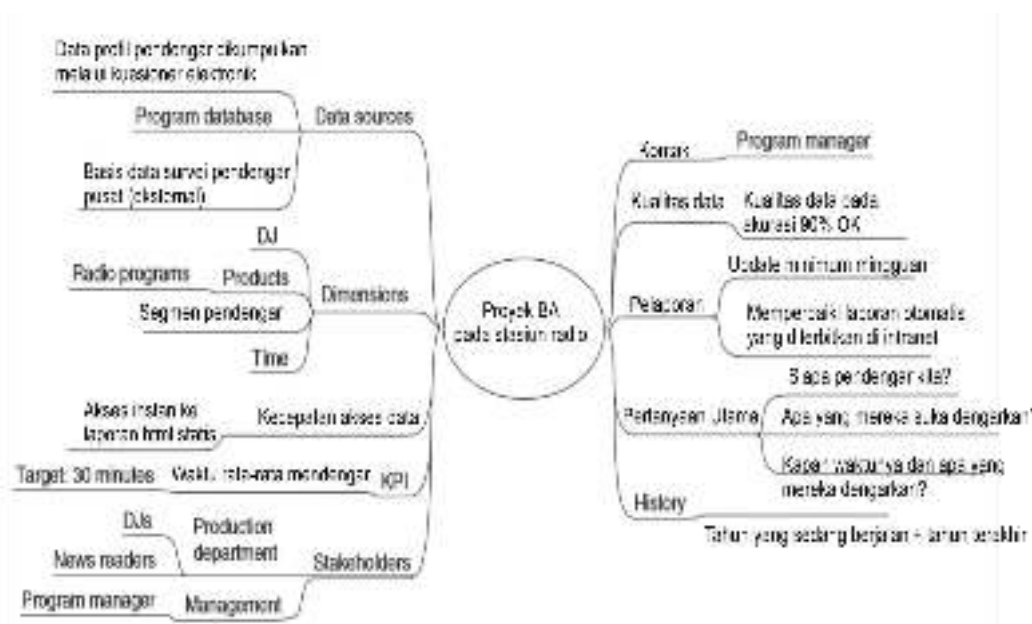 Data profil pendengar dikumpulkan
melalui kuesioner elektronik
Program database
Data sources
Basis data survei pendengar
pusat (eksternal)
DJ
Radio programs
Products
Dimensions
Segmen pendengar
Time
Akses instan ke
laporan html statis
Kecepatan akses data
Target: 30 minutes
Waktu rata-rata mendengar
KPI
DJs
News readers
Production
department
Stakeholders
Program manager
Management
Proyek BA
pada stasiun radio
Kontak
Program manager
Kualitas data
Kualitas data pada
akurasi 90% OK
Pelaporan
Update minimum mingguan
Memperbaiki laporan otomatis
yang diterbitkan di intranet
Pertanyaan Utama
Siapa pendengar kita?
Apa yang mereka suka dengarkan?
Kapan waktunya dan apa yang
mereka dengarkan?
History
Tahun yang sedang berjalan + tahun terakhir